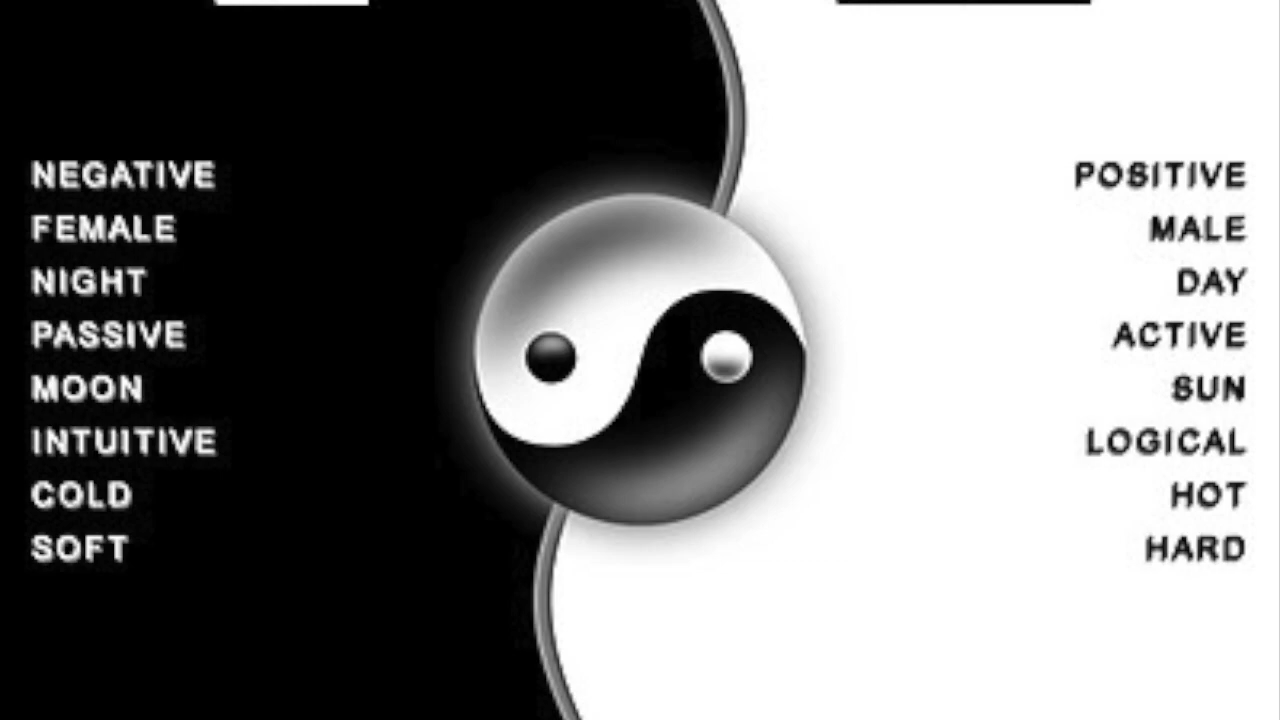 NEGATIVE
FEMALE
NIGHT
PASSIVE
MOON
INTUITIVE
COLD
SOFT
POSITIVE
MALE
DAY
ACTIVE
SUN
LOGICAL
HOT
HARD